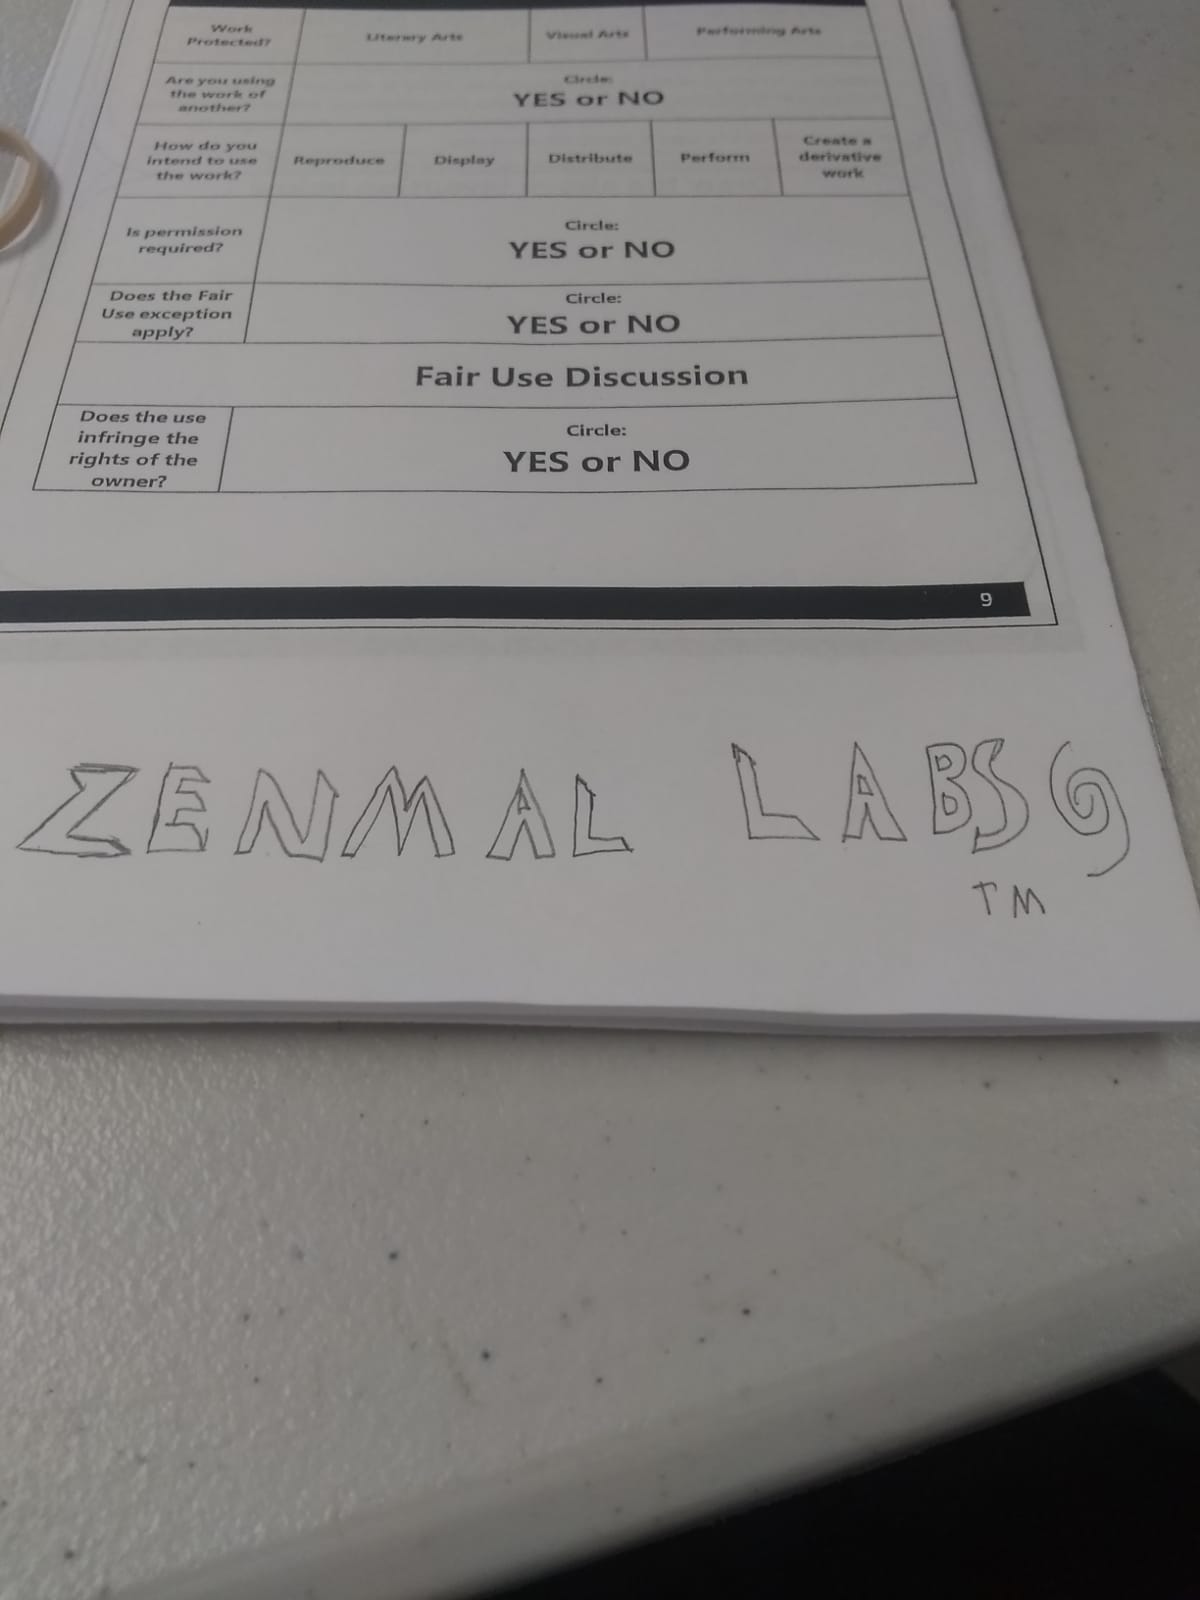 Work Protected?
Literary Arts
Visual Arts
Performing Arts
Are you using the work of another?
Circle:
YES or NO
How do you intend to use the work?
Reproduce
Display
Distribute
Perform
Create a derivative work
Is permission required?
Circle:
YES or NO
Does the Fair Use exception apply?
Circle:
YES or NO
Fair Use Discussion
Does the use infringe the rights of the owner?
Circle:
YES or NO
9
ZENMAL LABS
TM